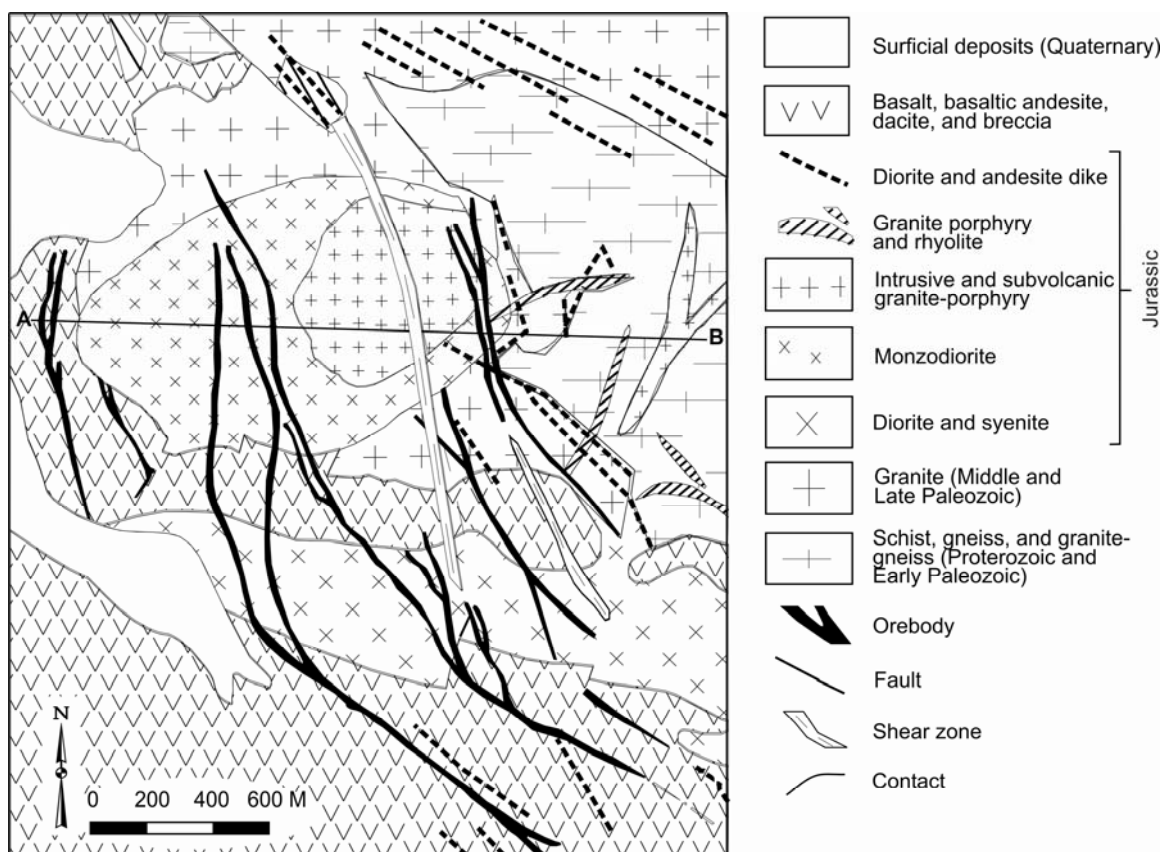 A
B
N
0 200 400 600 M
Surficial deposits (Quaternary)
Basalt, basaltic andesite,
dacite, and breccia
Diorite and andesite dike
Granite porphyry
and rhyolite
Intrusive and subvolcanic
granite-porphyry
Monzodiorite
Diorite and syenite
Jurassic
Granite (Middle and
Late Paleozoic)
Schist, gneiss, and granite-
gneiss (Proterozoic and
Early Paleozoic)
Orebody
Fault
Shear zone
Contact